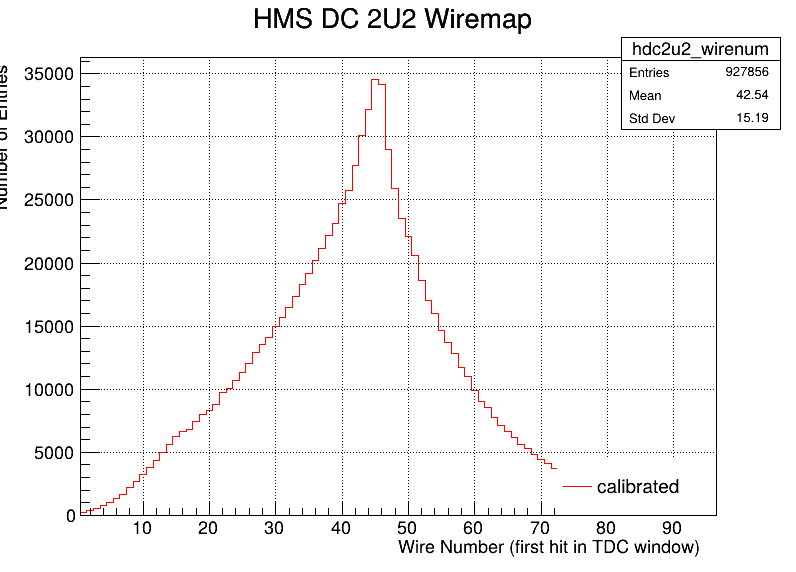 HMS DC 2U2 Wiremap
hdc2u2_wirenum
Entries 927856
Mean 42.54
Std Dev 15.19
Number of Entries
35000
30000
25000
20000
15000
10000
5000
0
calibrated
10 20 30 40 50 60 70 80 90
Wire Number (first hit in TDC window)